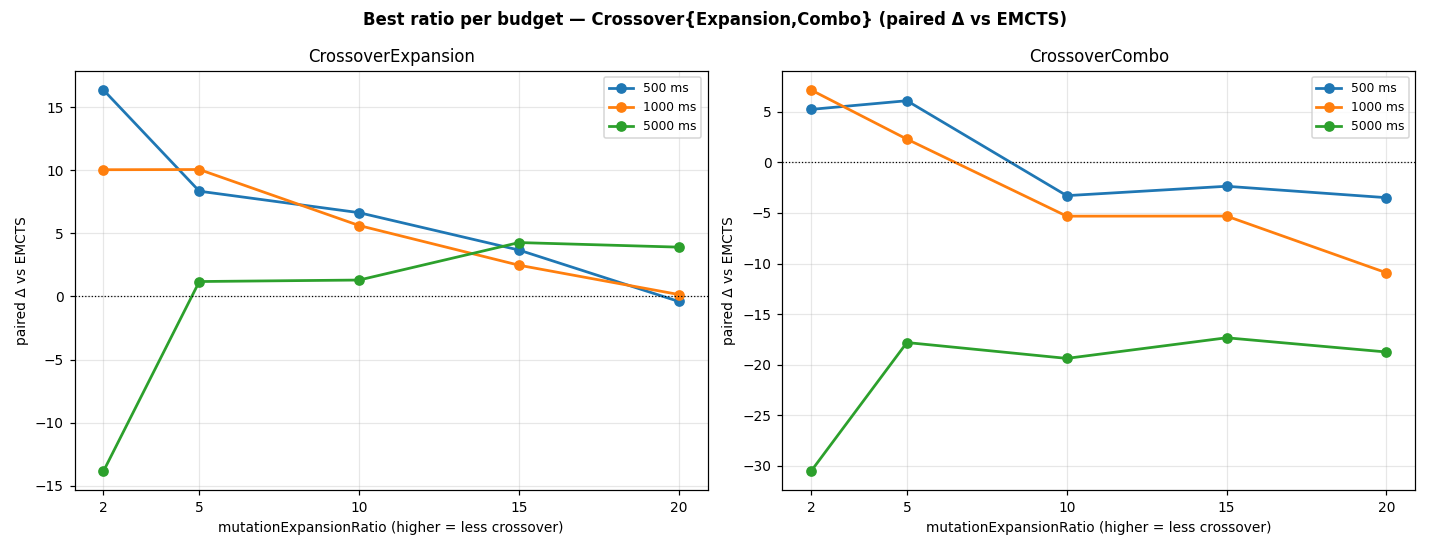 Best ratio per budget — Crossover{Expansion,Combo} (paired Δ vs EMCTS)
CrossoverExpansion
15
10
5
0
−5
−10
−15
paired Δ vs EMCTS
500 ms
1000 ms
5000 ms
2
5
10
15
20
mutationExpansionRatio (higher = less crossover)
CrossoverCombo
5
0
−5
−10
−15
−20
−25
−30
paired Δ vs EMCTS
500 ms
1000 ms
5000 ms
2
5
10
15
20
mutationExpansionRatio (higher = less crossover)